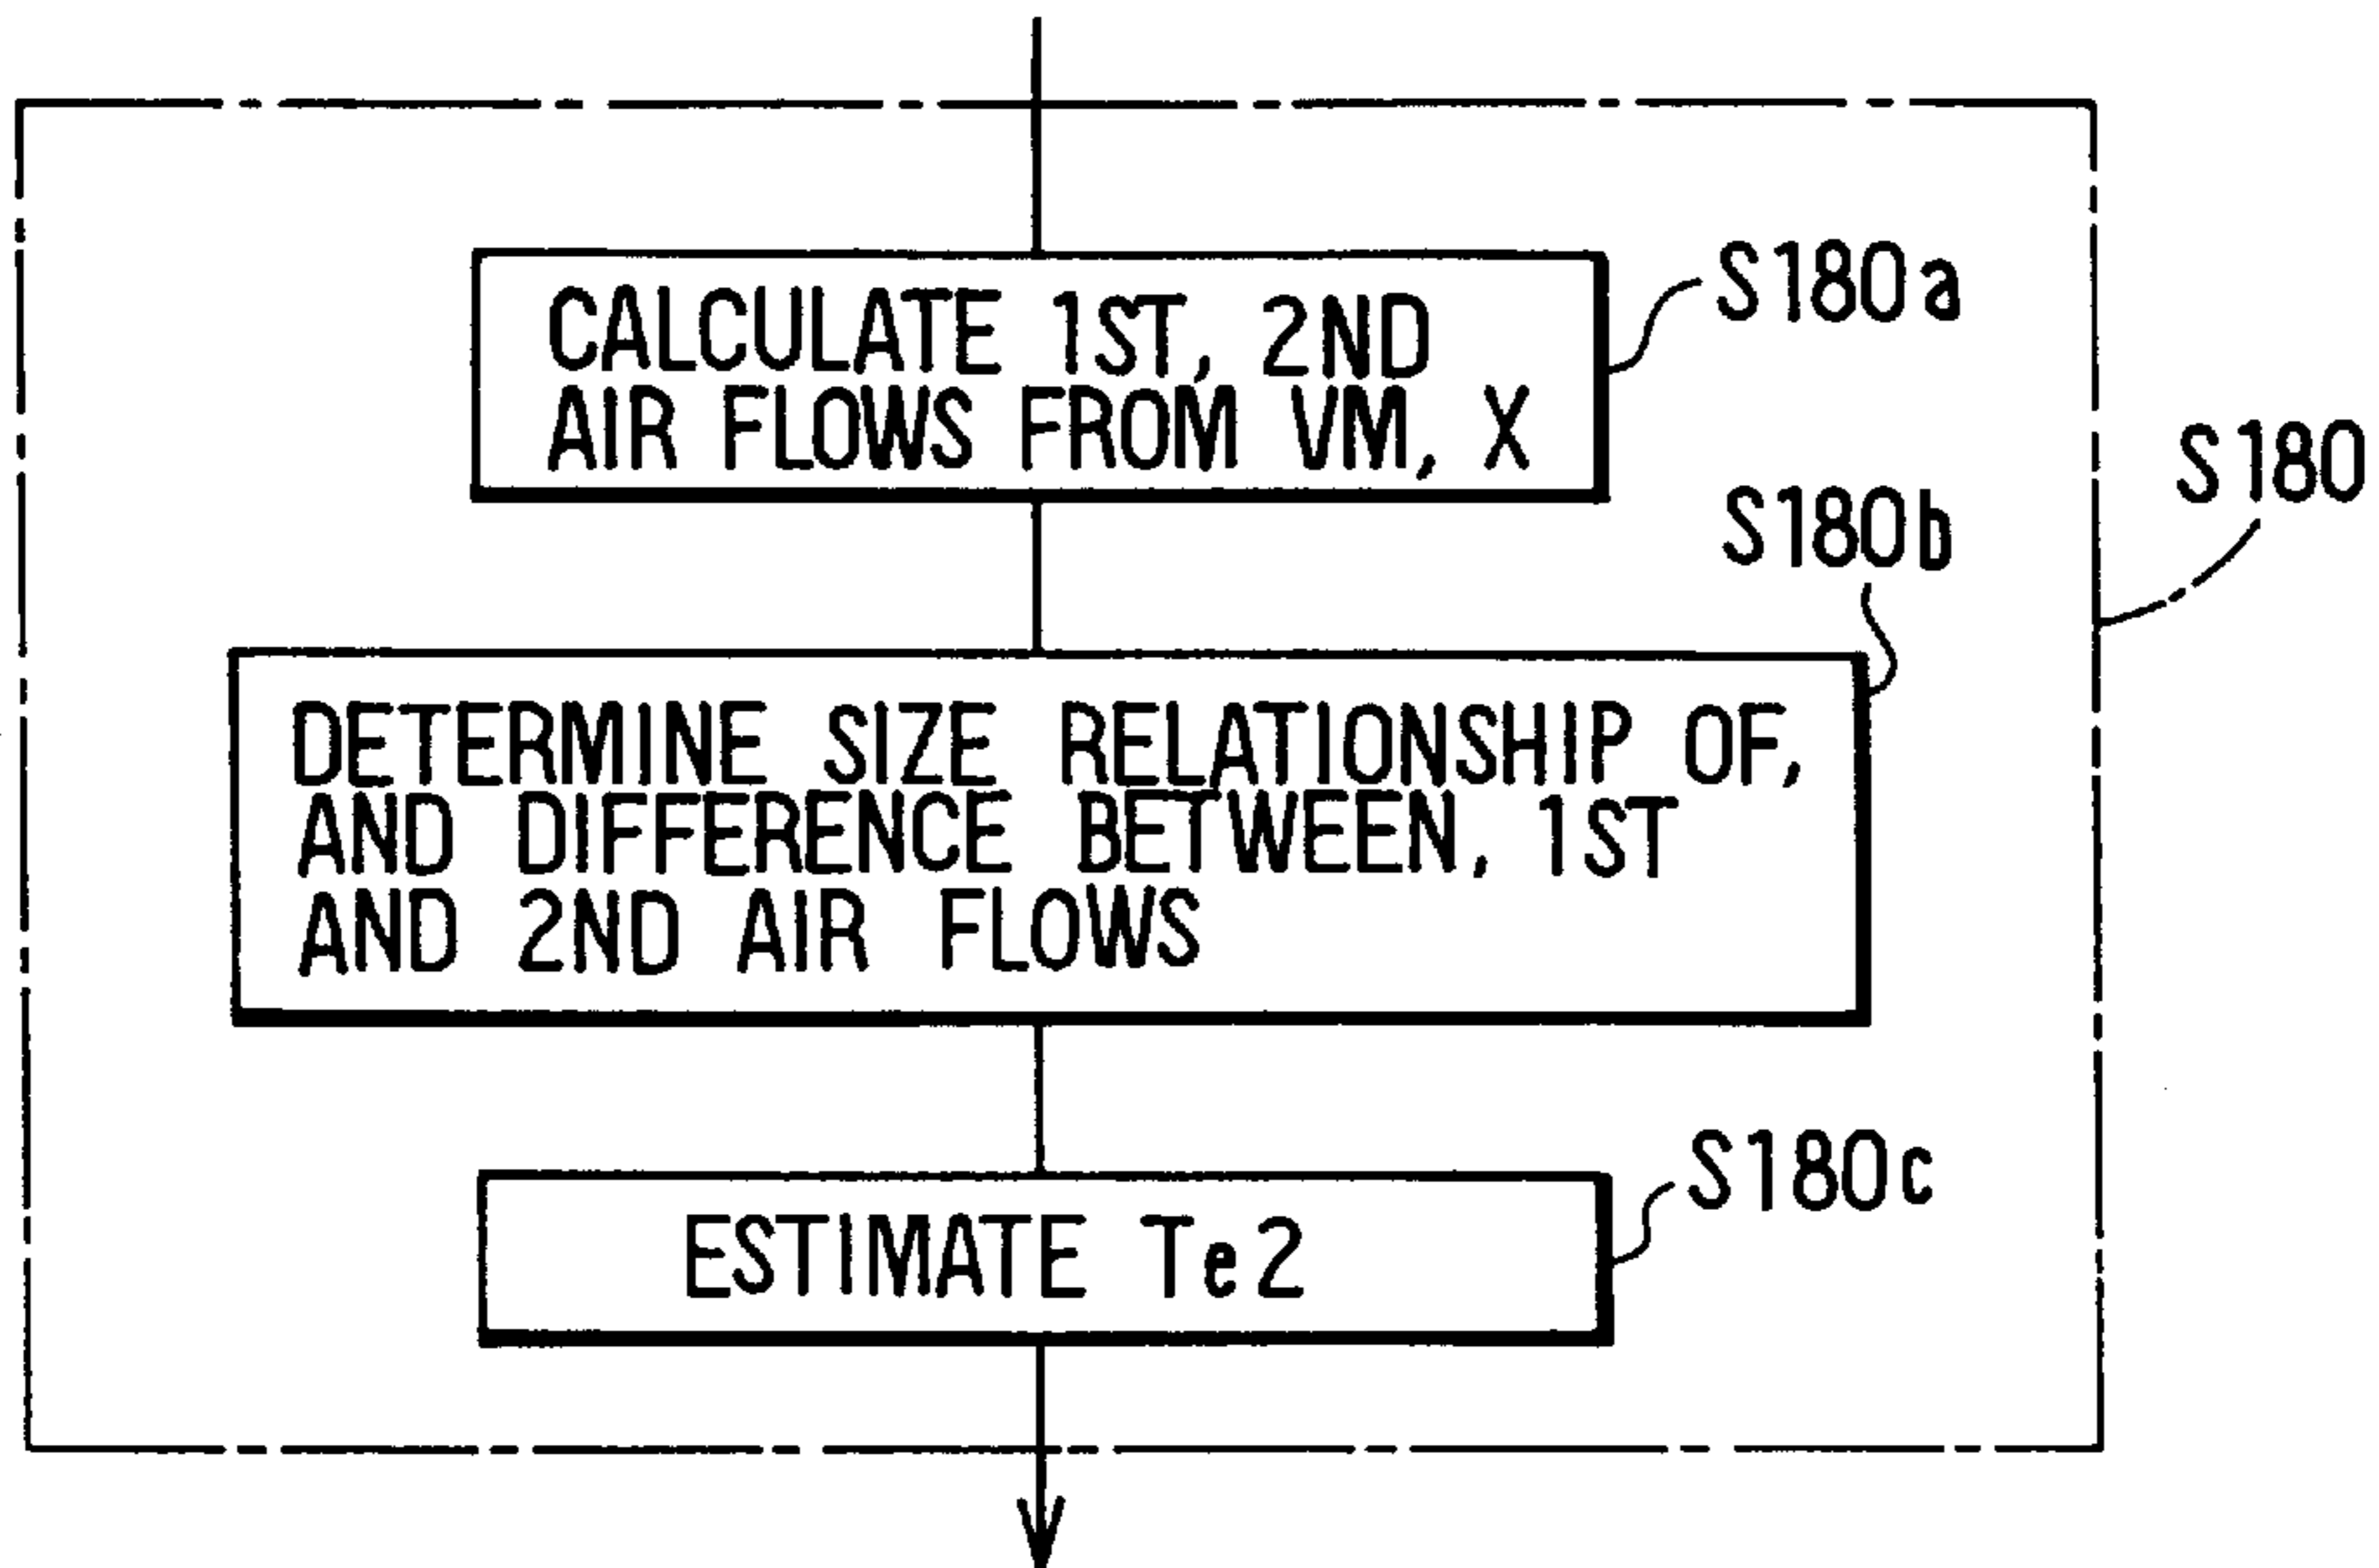 CALCULATE 1ST, 2ND
AIR FLOWS FROM VM, X
S180a
S180
S180b
DETERMINE SIZE RELATIONSHIP OF,
AND DIFFERENCE BETWEEN, 1ST
AND 2ND AIR FLOWS
S180c
ESTIMATE Te2